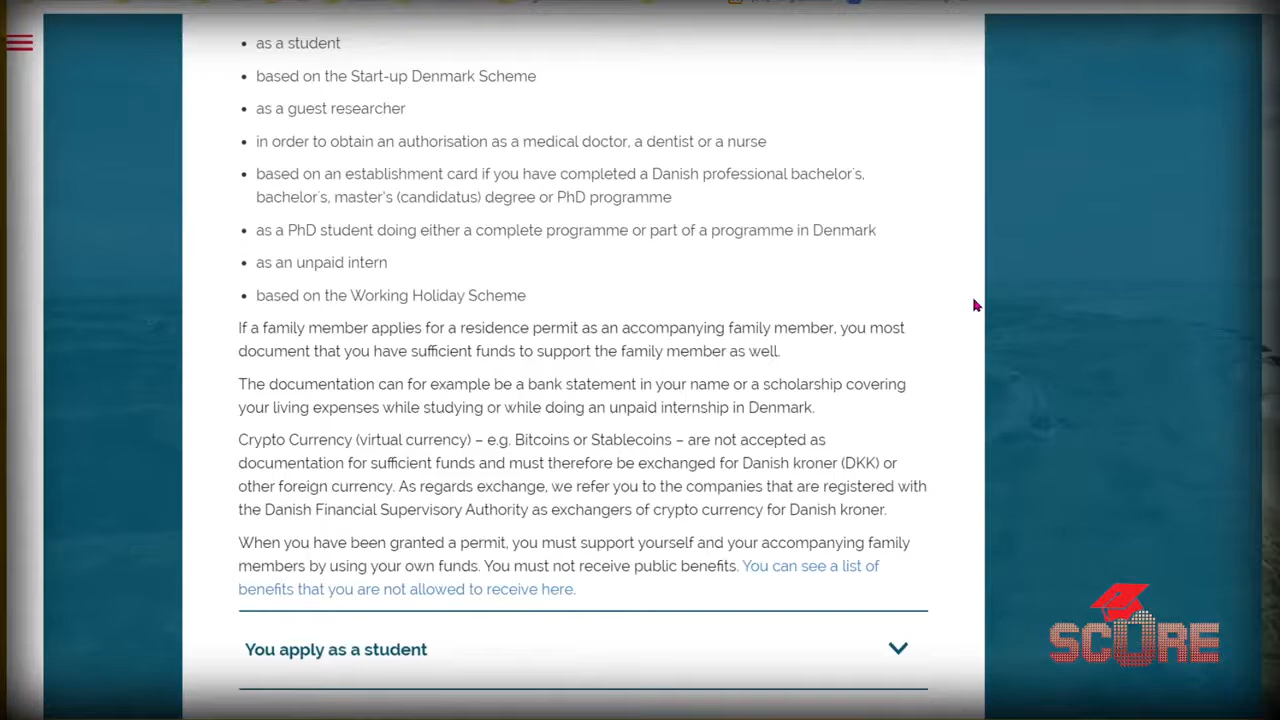 as a student
based on the Start-up Denmark Scheme
as a guest researcher
in order to obtain an authorisation as a medical doctor, a dentist or a nurse
based on an establishment card if you have completed a Danish professional bachelor´s,
bachelor´s, master's (candidatus) degree or PhD programme
as a PhD student doing either a complete programme or part of a programme in Denmark
as an unpaid intern
based on the Working Holiday Scheme
If a family member applies for a residence permit as an accompanying family member, you most
document that you have sufficient funds to support the family member as well.
The documentation can for example be a bank statement in your name or a scholarship covering
your living expenses while studying or while doing an unpaid internship in Denmark.
Crypto Currency (virtual currency) – e.g. Bitcoins or Stablecoins – are not accepted as
documentation for sufficient funds and must therefore be exchanged for Danish kroner (DKK) or
other foreign currency. As regards exchange, we refer you to the companies that are registered with
the Danish Financial Supervisory Authority as exchangers of crypto currency for Danish kroner.
When you have been granted a permit, you must support yourself and your accompanying family
members by using your own funds. You must not receive public benefits. You can see a list of
benefits that you are not allowed to receive here.
SCORE
You apply as a student